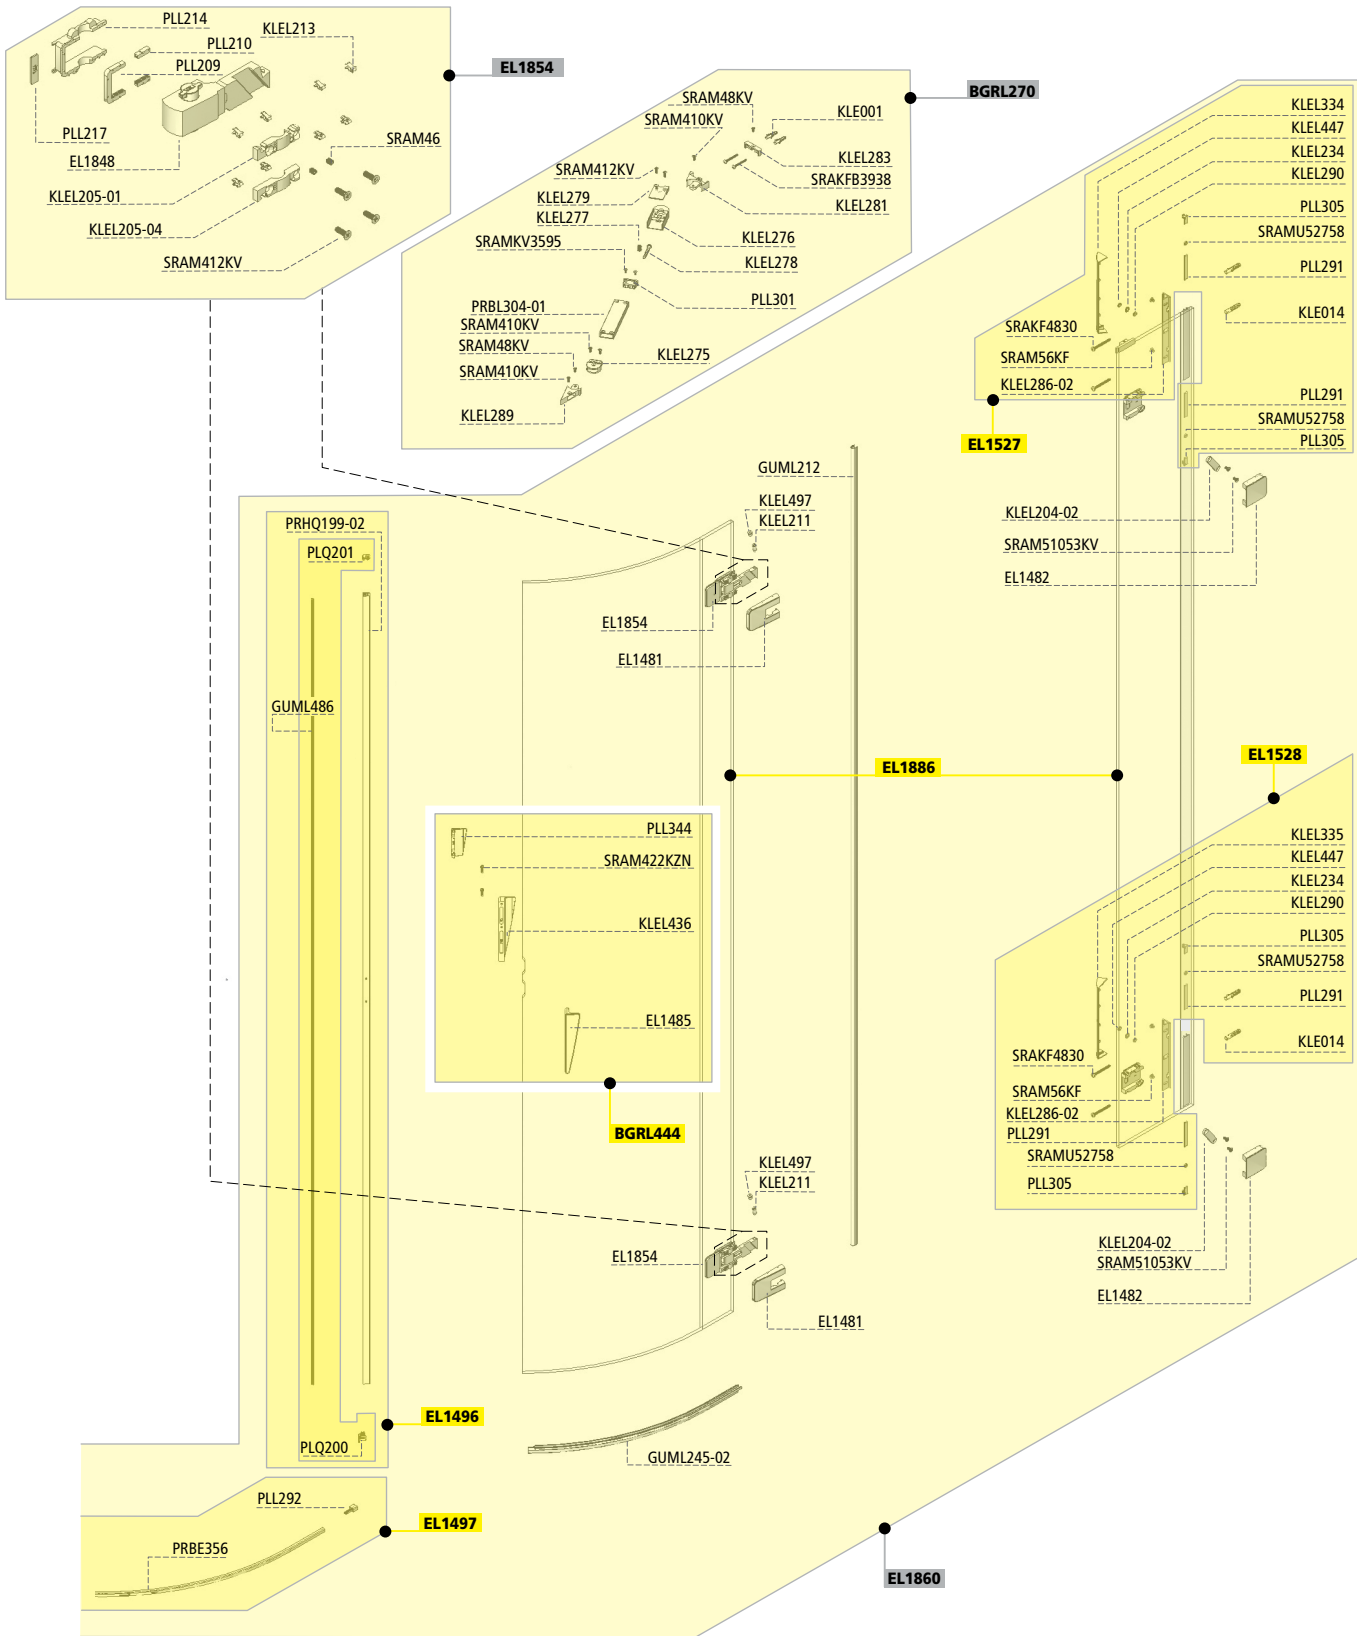 PLL214
PLL210
PLL209
KLEL213
PLL217
EL1848
KLEL205-01
KLEL205-04
SRAM412KV
SRAM46
EL1854
BGRL270
SRAM48KV
SRAM410KV
KLE001
KLEL283
SRAM412KV
SRAKFB3938
KLEL279
KLEL281
KLEL277
KLEL276
SRAMKV3595
KLEL278
PLL301
PRBL304-01
SRAM410KV
SRAM48KV
KLEL275
SRAM410KV
KLEL289
KLEL334
KLEL447
KLEL234
KLEL290
PLL305
SRAMU52758
PLL291
KLE014
SRAKF4830
SRAM56KF
KLEL286-02
PLL291
SRAMU52758
PLL305
EL1527
KLEL204-02
SRAM51053KV
EL1482
GUML212
KLEL497
KLEL211
EL1854
EL1481
PRHQ199-02
PLQ201
GUML486
EL1886
EL1528
PLL344
SRAM422KZN
KLEL436
EL1485
BGRL444
KLEL335
KLEL447
KLEL234
KLEL290
PLL305
SRAMU52758
PLL291
KLE014
SRAKF4830
SRAM56KF
KLEL286-02
PLL291
SRAMU52758
PLL305
KLEL204-02
SRAM51053KV
EL1482
KLEL497
KLEL211
EL1854
EL1481
EL1496
PLQ200
GUML245-02
PLL292
EL1497
PRBE356
EL1860